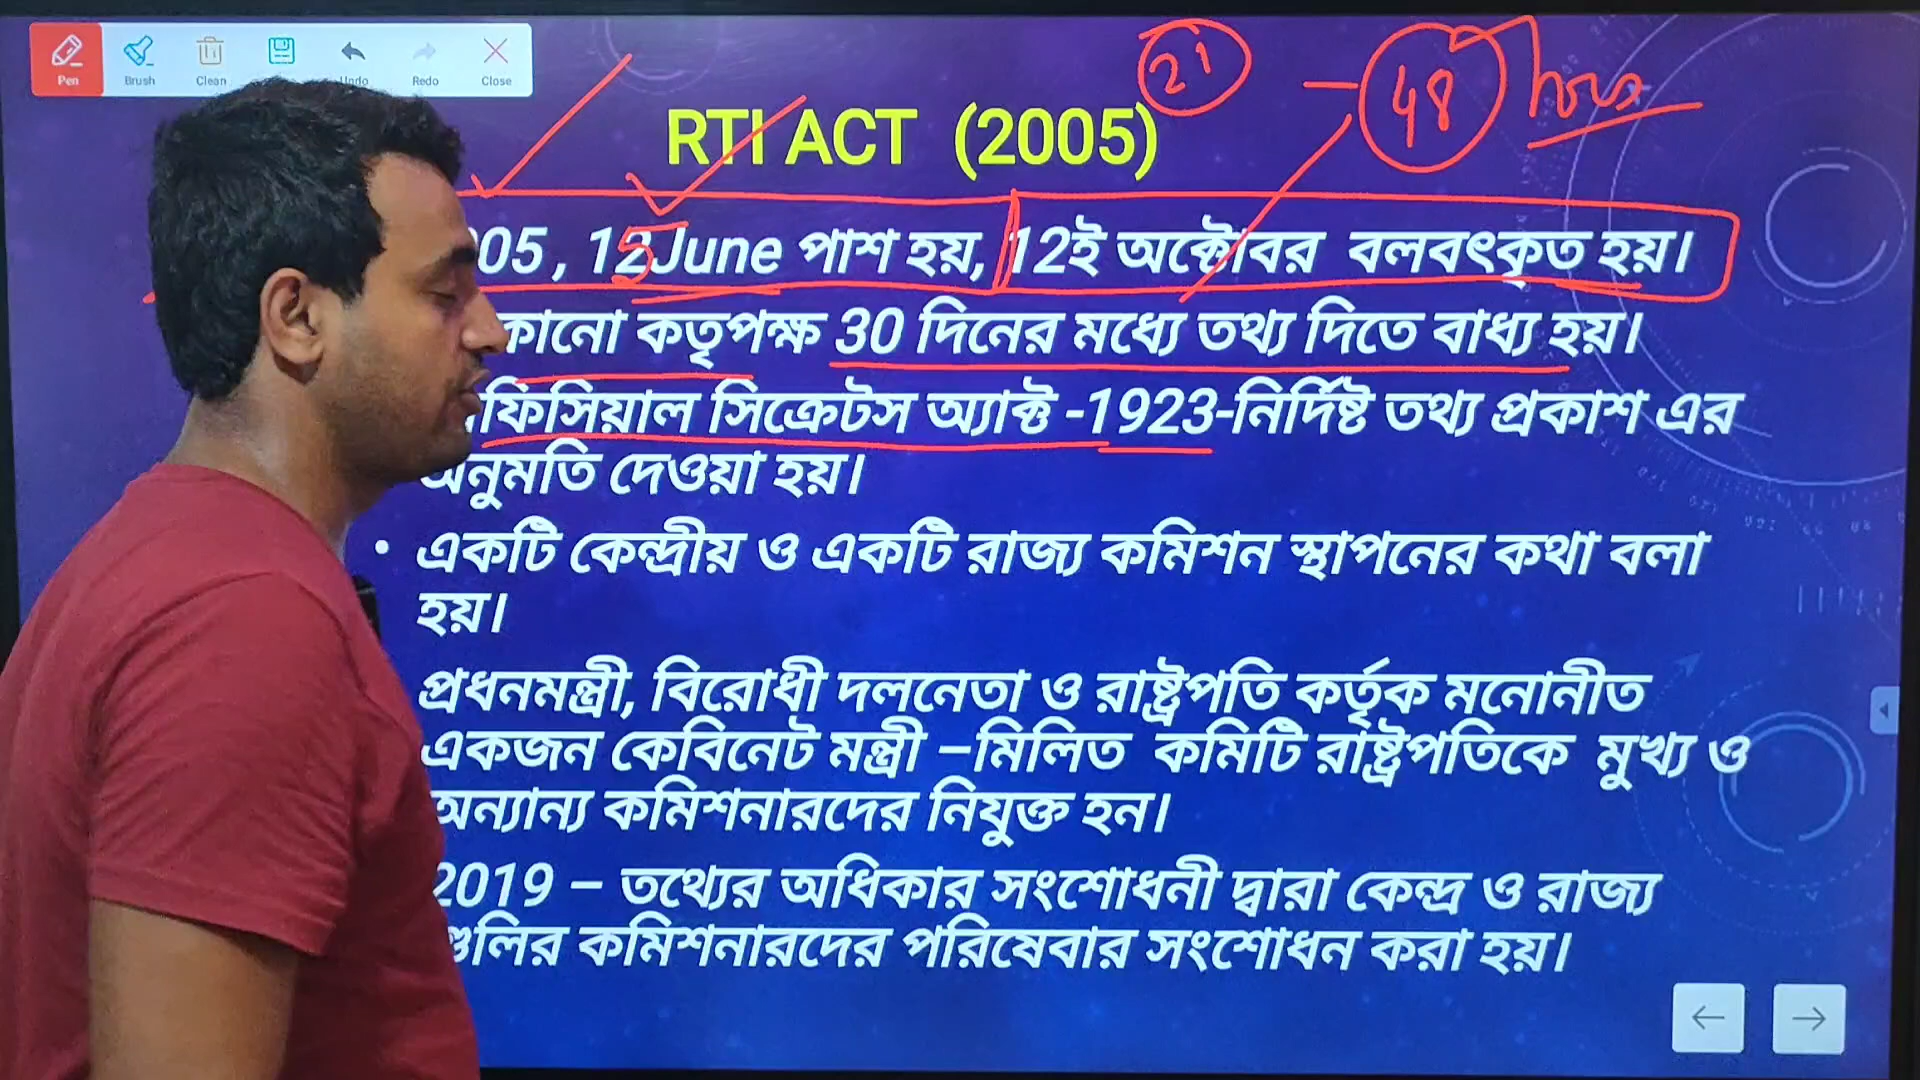 Pen Brush Clean Undo Redo Close
21
48 hours
RTI ACT (2005)
05 , 12 June পাশ হয়, 12ই অক্টোবর বলবৎকৃত হয়।
5
কোনো কতৃপক্ষ 30 দিনের মধ্যে তথ্য দিতে বাধ্য হয়।
ফিসিয়াল সিক্রেটস অ্যাক্ট -1923-নির্দিষ্ট তথ্য প্রকাশ এর
অনুমতি দেওয়া হয়।
• একটি কেন্দ্রীয় ও একটি রাজ্য কমিশন স্থাপনের কথা বলা
হয়।
প্রধনমন্ত্রী, বিরোধী দলনেতা ও রাষ্ট্রপতি কর্তৃক মনোনীত
একজন কেবিনেট মন্ত্রী –মিলিত কমিটি রাষ্ট্রপতিকে মুখ্য ও
অন্যান্য কমিশনারদের নিযুক্ত হন।
2019 – তথ্যের অধিকার সংশোধনী দ্বারা কেন্দ্র ও রাজ্য
গুলির কমিশনারদের পরিষেবার সংশোধন করা হয়।